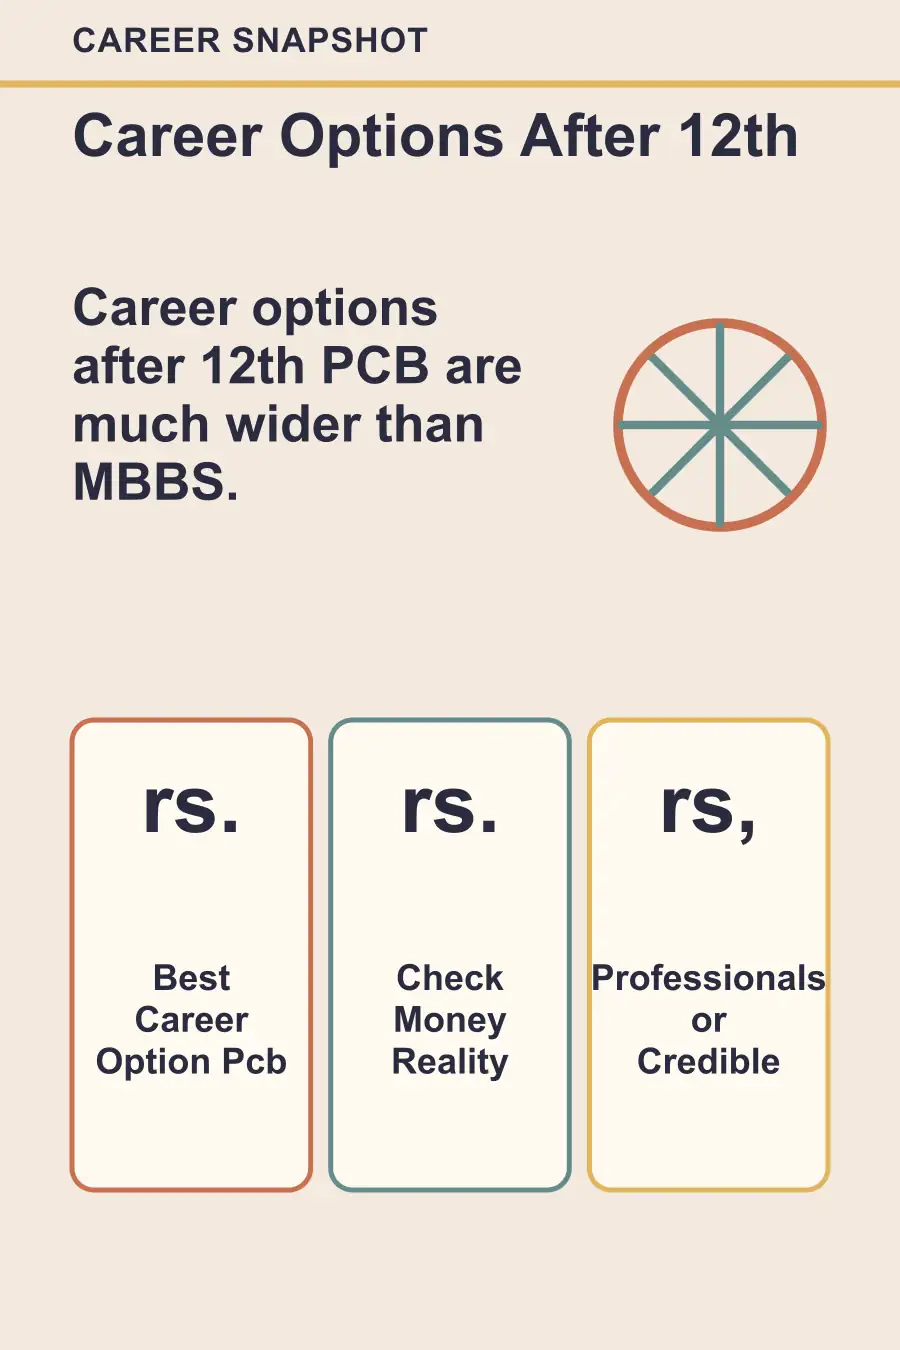 CAREER SNAPSHOT
Career Options After 12th
Career options
after 12th PCB are
much wider than
MBBS.
rs.
Best
Career
Option Pcb
rs.
Check
Money
Reality
rs,
Professionals
or
Credible